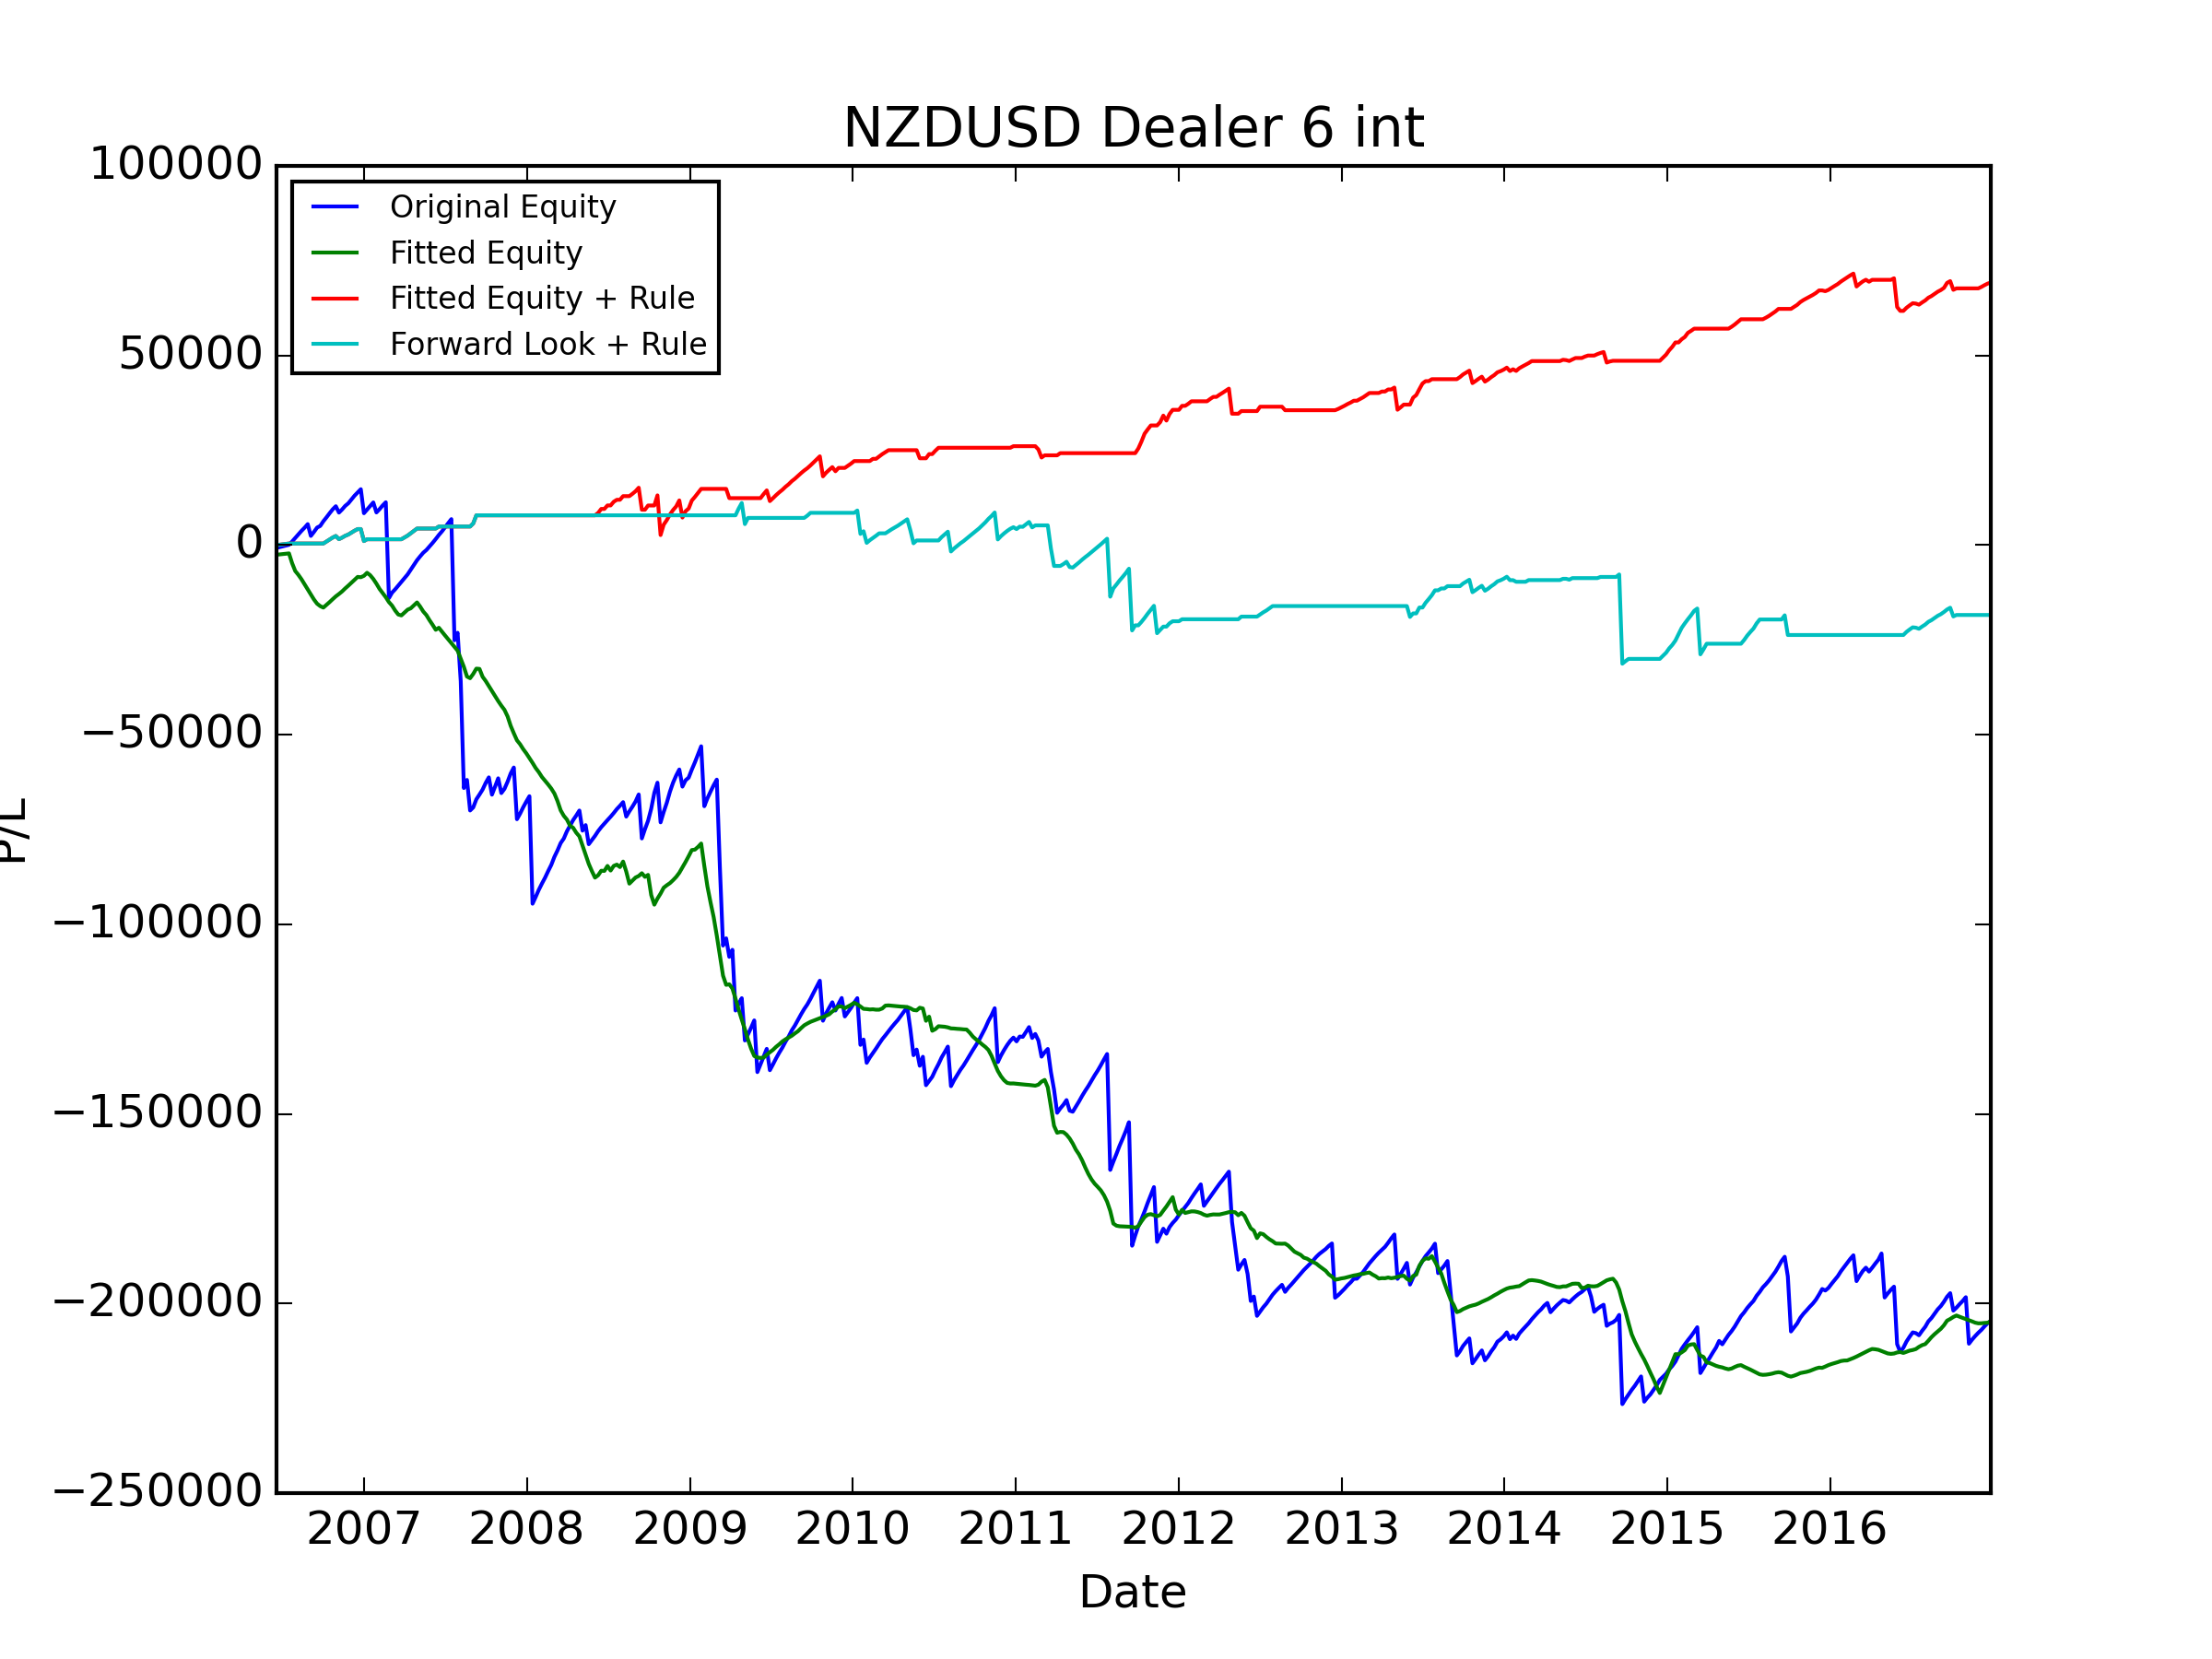 NZDUSD Dealer 6 int
100000
50000
0
−50000
−100000
−150000
−200000
−250000
P/L
Original Equity
Fitted Equity
Fitted Equity + Rule
Forward Look + Rule
2007 2008 2009 2010 2011 2012 2013 2014 2015 2016
Date